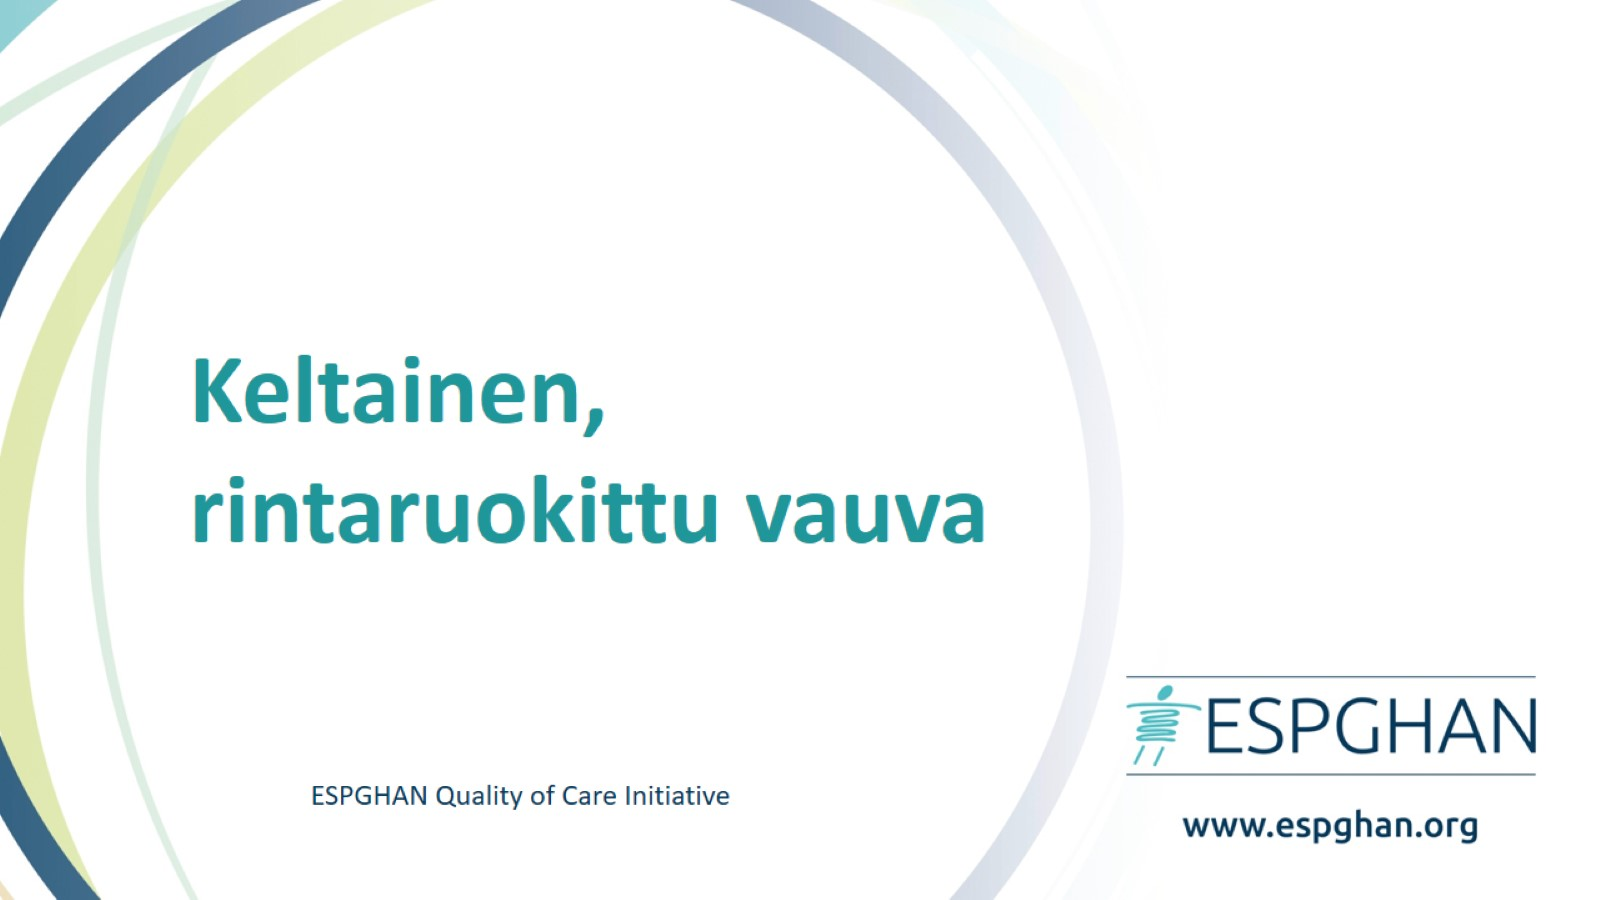 Keltainen,
rintaruokittu vauva
ESPGHAN
ESPGHAN Quality of Care Initiative
www.espghan.org